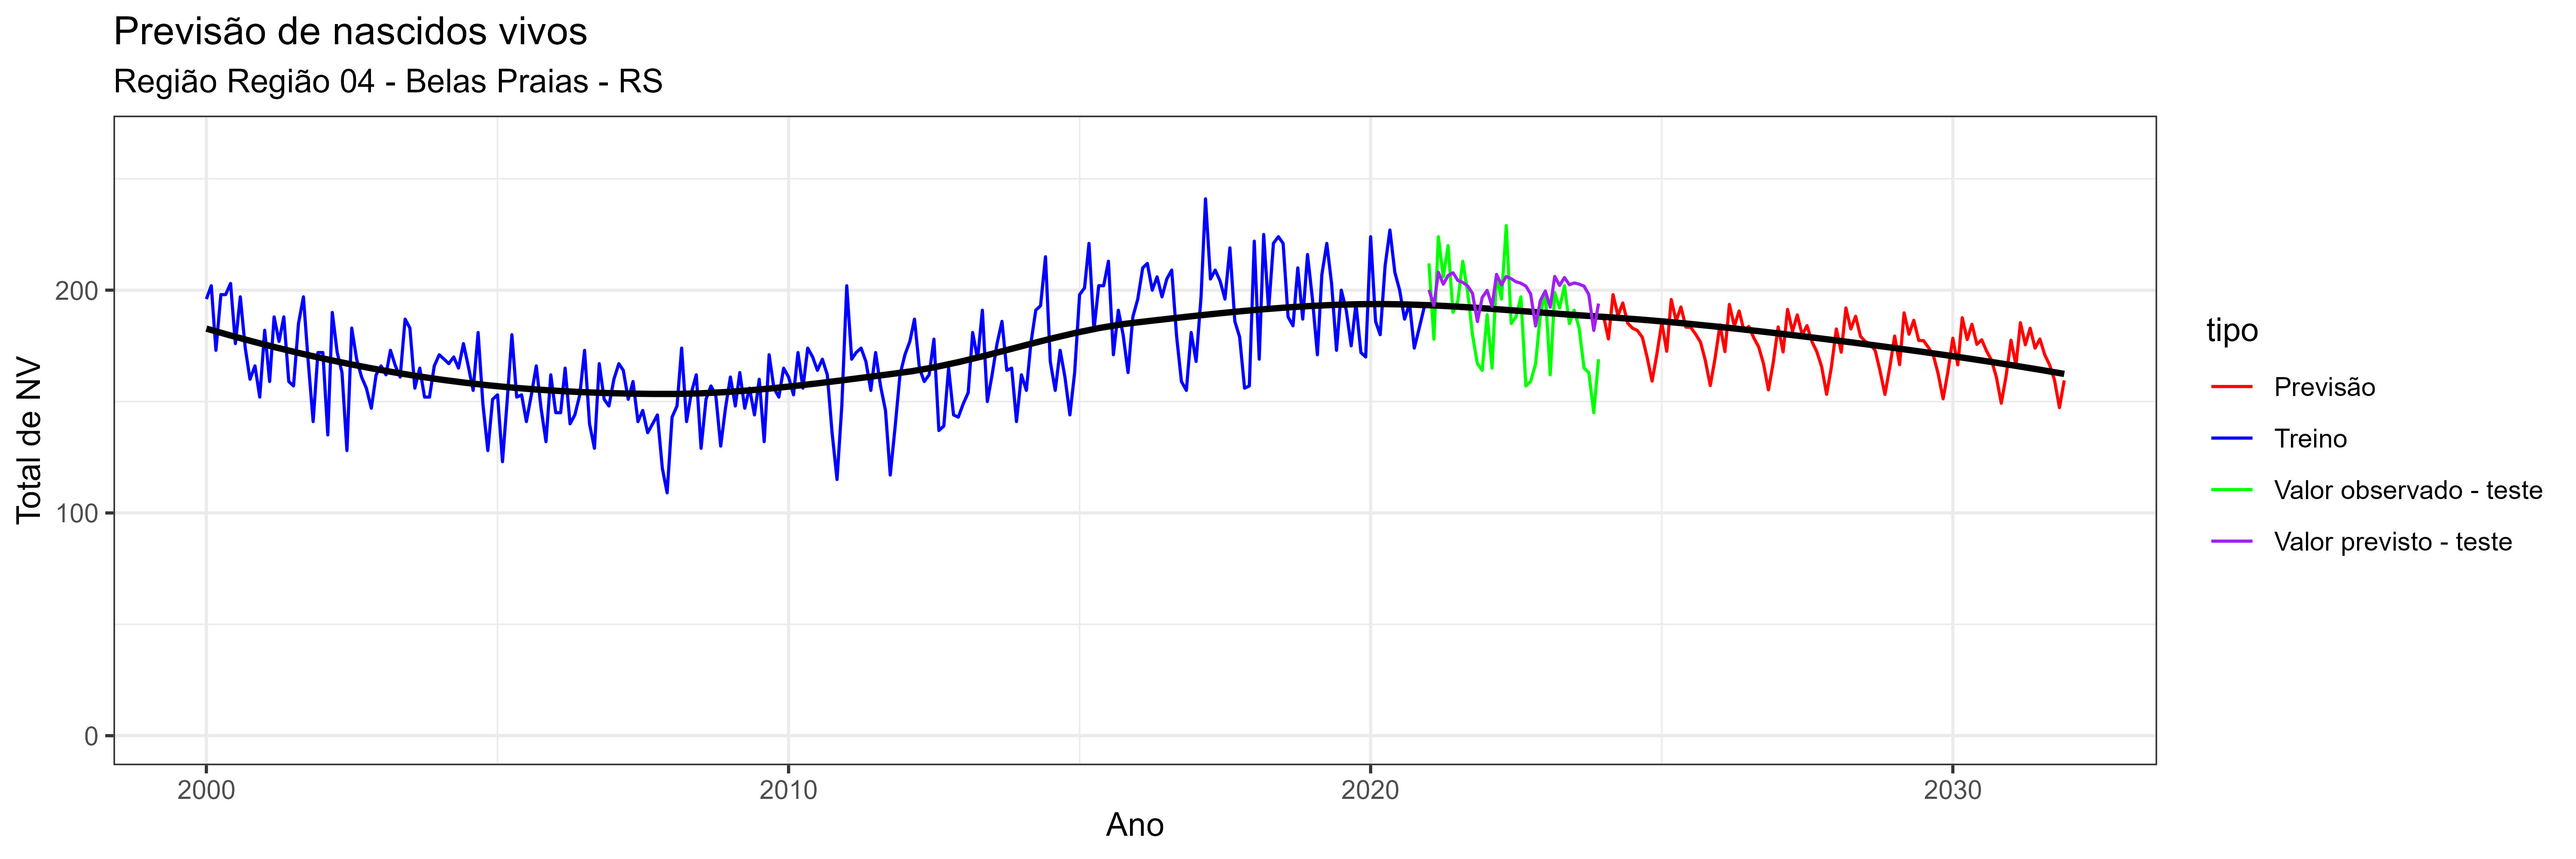 Previsão de nascidos vivos
Região Região 04 - Belas Praias - RS
Total de NV
200
100
0
2000
2010
2020
2030
Ano
tipo
Previsão
Treino
Valor observado - teste
Valor previsto - teste